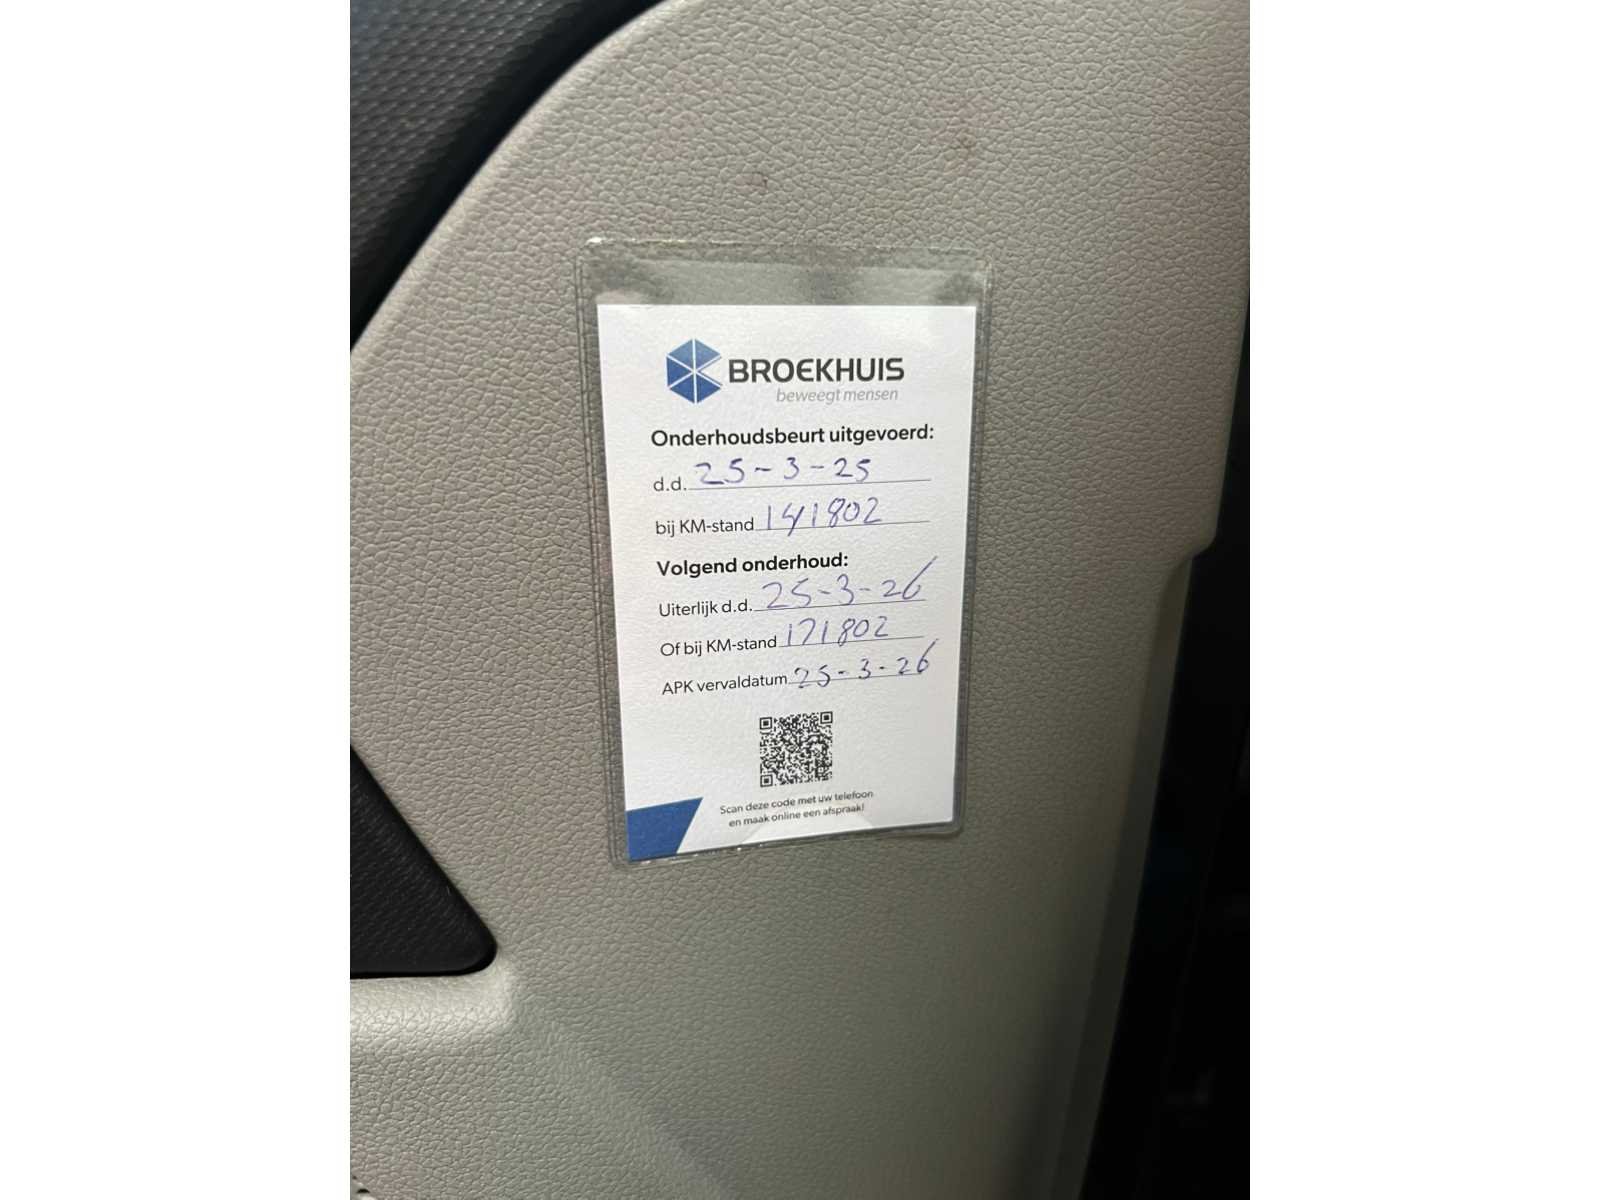 BROEKHUIS
beweegt mensen
Onderhoudsbeurt uitgevoerd:
d.d. 25-3-25
bij KM-stand 141802
Volgend onderhoud:
Uiterlijk d.d. 25-3-26
Of bij KM-stand 171802
APK vervaldatum 25-3-26
Scan deze code met uw telefoon
en maak online een afspraak!